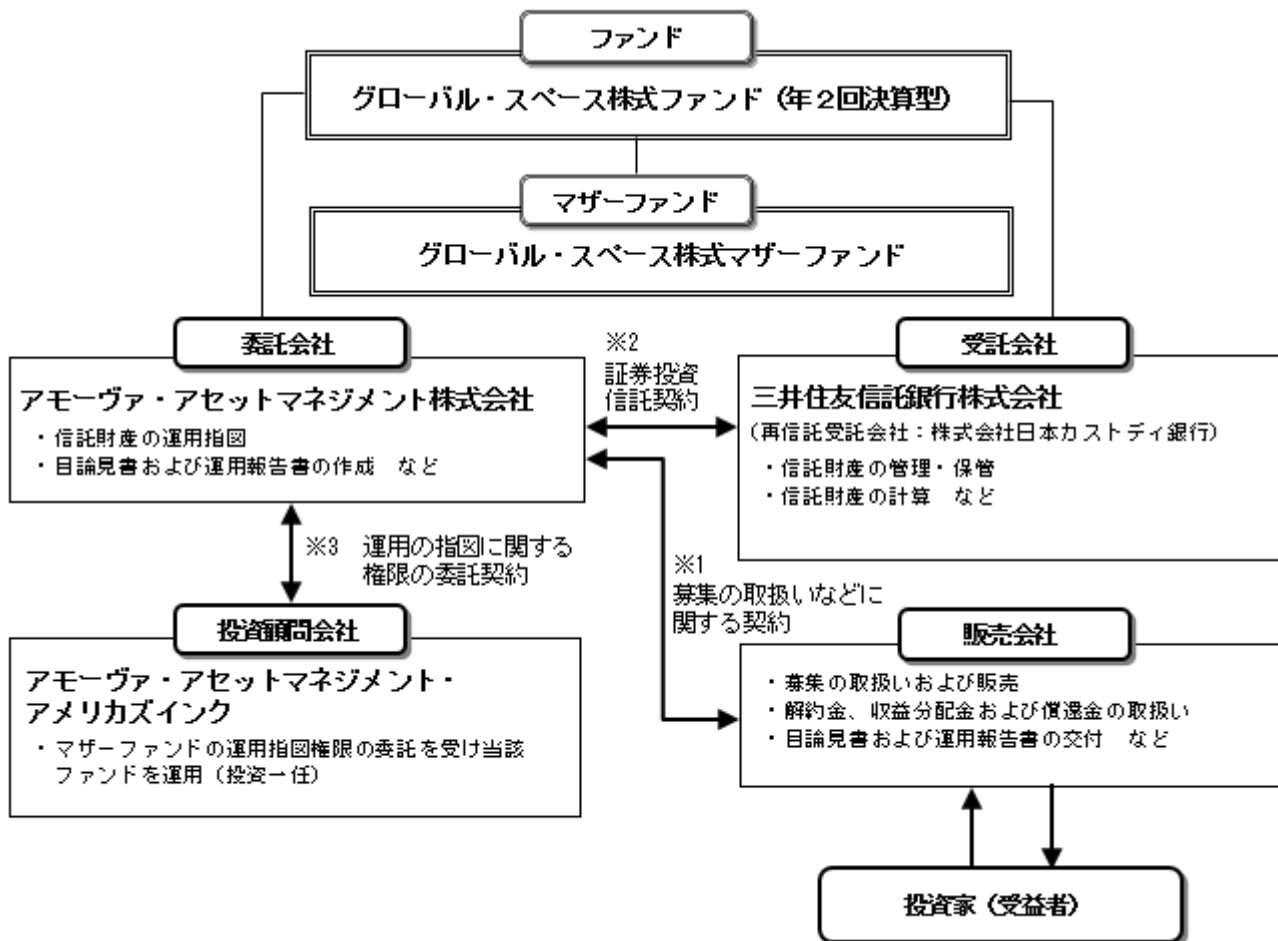 ファンド
グローバル・スペース株式ファンド（年２回決算型）
マザーファンド
グローバル・スペース株式マザーファンド
委託会社
アモーヴァ・アセットマネジメント株式会社
・信託財産の運用指図
・目論見書および運用報告書の作成　など
※2
証券投資
信託契約
受託会社
三井住友信託銀行株式会社
（再信託受託会社：株式会社日本カストディ銀行）
・信託財産の管理・保管
・信託財産の計算　など
※3　運用の指図に関する
権限の委託契約
※1
募集の取扱いなどに
関する契約
投資顧問会社
アモーヴァ・アセットマネジメント・
アメリカズインク
・マザーファンドの運用指図権限の委託を受け当該
ファンドを運用（投資一任）
販売会社
・募集の取扱いおよび販売
・解約金、収益分配金および償還金の取扱い
・目論見書および運用報告書の交付　など
投資家（受益者）